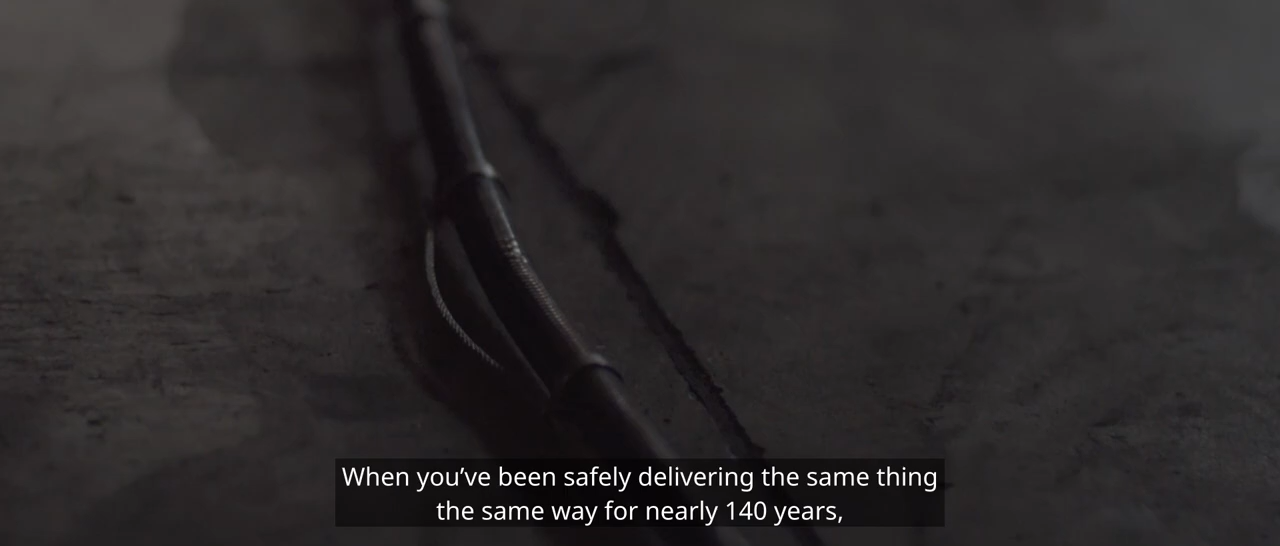 When you’ve been safely delivering the same thing
the same way for nearly 140 years,